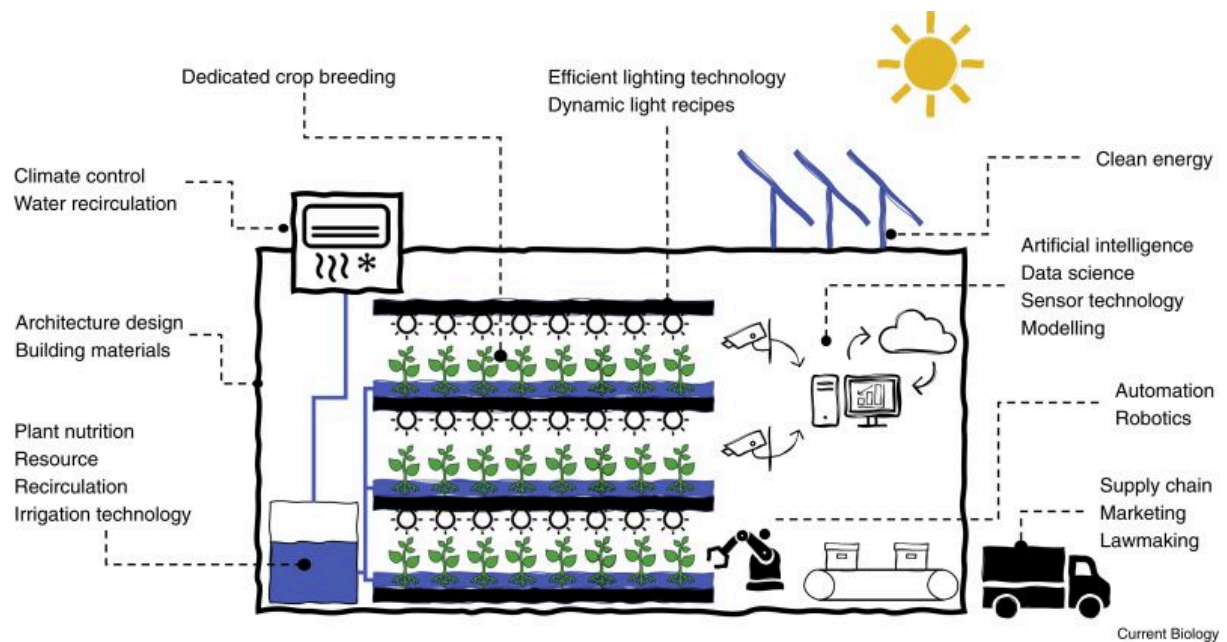 Dedicated crop breeding
Efficient lighting technology
Dynamic light recipes
Climate control
Water recirculation
Clean energy
Artificial intelligence
Data science
Sensor technology
Modelling
Architecture design
Building materials
Automation
Robotics
Plant nutrition
Resource
Recirculation
Irrigation technology
Supply chain
Marketing
Lawmaking
Current Biology